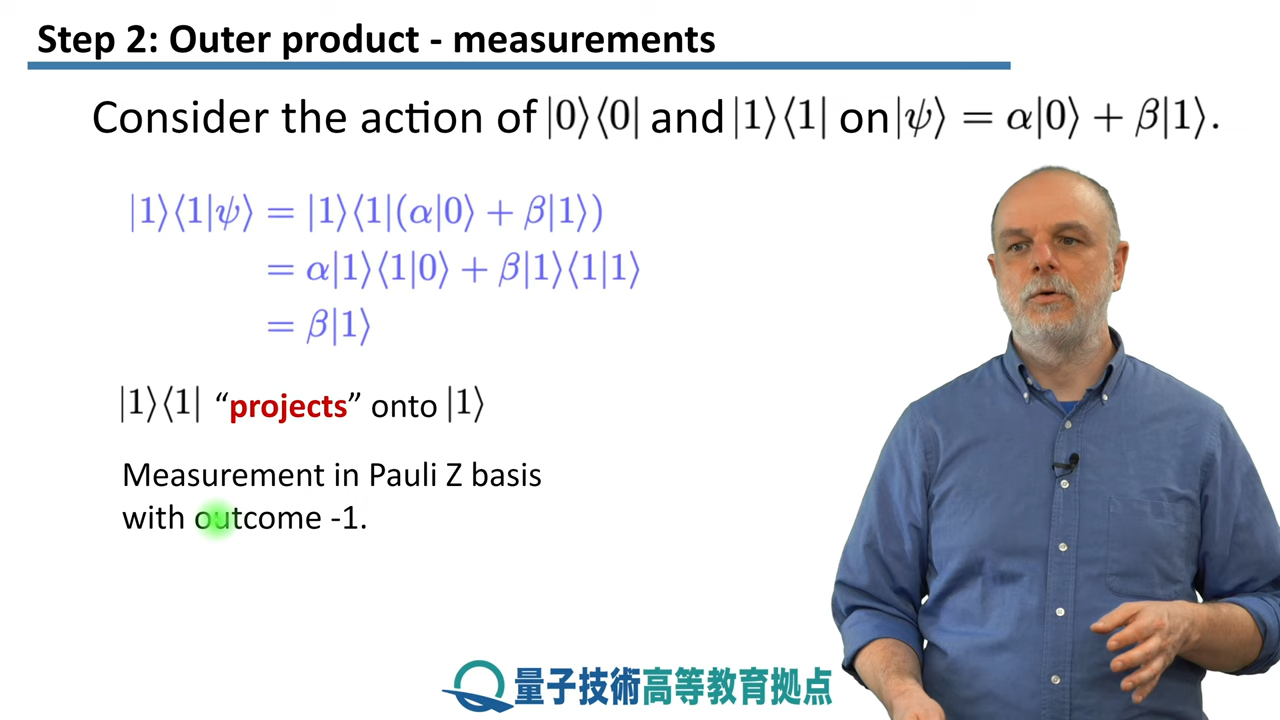 Step 2: Outer product - measurements
Consider the action of |0⟩⟨0| and |1⟩⟨1| on |ψ⟩ = α|0⟩ + β|1⟩.
|1⟩⟨1|ψ⟩ = |1⟩⟨1|(α|0⟩ + β|1⟩)
= α|1⟩⟨1|0⟩ + β|1⟩⟨1|1⟩
= β|1⟩
|1⟩⟨1| “projects” onto |1⟩
Measurement in Pauli Z basis
with outcome -1.
量子技術高等教育拠点